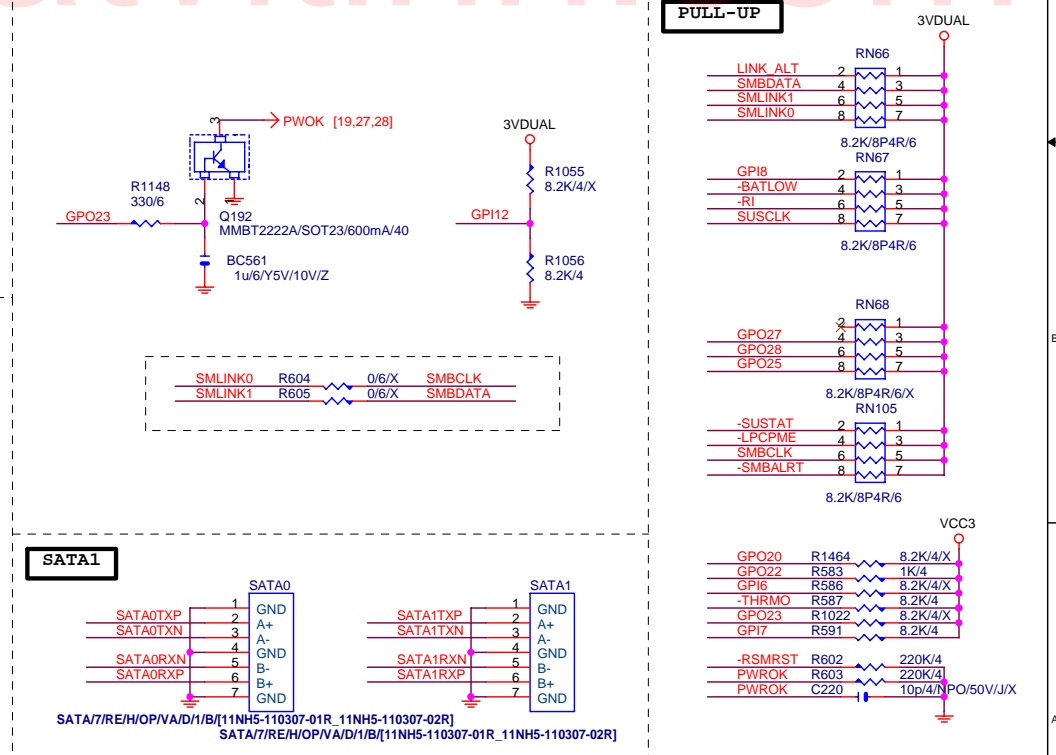 PULL-UP
3VDUAL
RN66
LINK_ALT 2 1
SMBDATA 4 3
SMLINK1 6 5
SMLINK0 8 7
8.2K/8P4R/6
RN67
GPI8 2 1
-BATLOW 4 3
-RI 6 5
SUSCLK 8 7
8.2K/8P4R/6
RN68
2 1
GPO27 4 3
GPO28 6 5
GPO25 8 7
8.2K/8P4R/6/X
RN105
-SUSTAT 2 1
-LPCPME 4 3
SMBCLK 6 5
-SMBALRT 8 7
8.2K/8P4R/6
3
PWOK [19,27,28]
R1148
330/6
2
1
GPO23
Q192
MMBT2222A/SOT23/600mA/40
BC561
1u/6/Y5V/10V/Z
3VDUAL
R1055
8.2K/4/X
GPI12
R1056
8.2K/4
SMLINK0 R604 0/6/X SMBCLK
SMLINK1 R605 0/6/X SMBDATA
VCC3
GPO20 R1464 8.2K/4/X
GPO22 R583 1K/4
GPI6 R586 8.2K/4/X
-THRMO R587 8.2K/4
GPO23 R1022 8.2K/4/X
GPI7 R591 8.2K/4
-RSMRST R602 220K/4
PWROK R603 220K/4
PWROK C220 10p/4/NPO/50V/J/X
SATA1
SATA0
1 GND
SATA0TXP 2 A+
SATA0TXN 3 A-
4 GND
SATA0RXN 5 B-
SATA0RXP 6 B+
7 GND
SATA/7/RE/H/OP/VA/D/1/B/[11NH5-110307-01R_11NH5-110307-02R]
SATA1
1 GND
SATA1TXP 2 A+
SATA1TXN 3 A-
4 GND
SATA1RXN 5 B-
SATA1RXP 6 B+
7 GND
SATA/7/RE/H/OP/VA/D/1/B/[11NH5-110307-01R_11NH5-110307-02R]
B
A